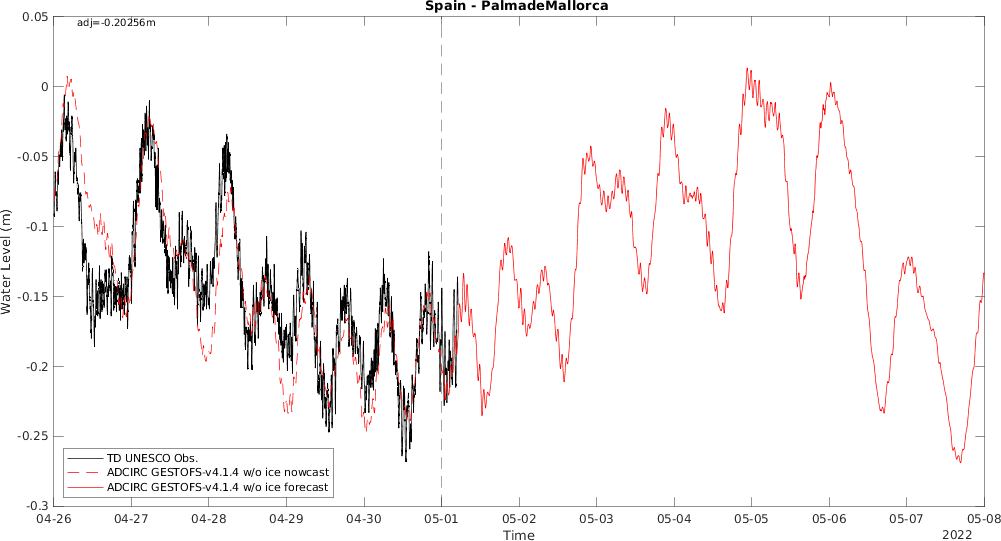 Spain - PalmadeMallorca
adj=-0.20256m
0.05
0
-0.05
-0.1
-0.15
-0.2
-0.25
-0.3
Water Level (m)
TD UNESCO Obs.
ADCIRC GESTOFS-v4.1.4 w/o ice nowcast
ADCIRC GESTOFS-v4.1.4 w/o ice forecast
04-26 04-27 04-28 04-29 04-30 05-01 05-02 05-03 05-04 05-05 05-06 05-07 05-08
Time
2022